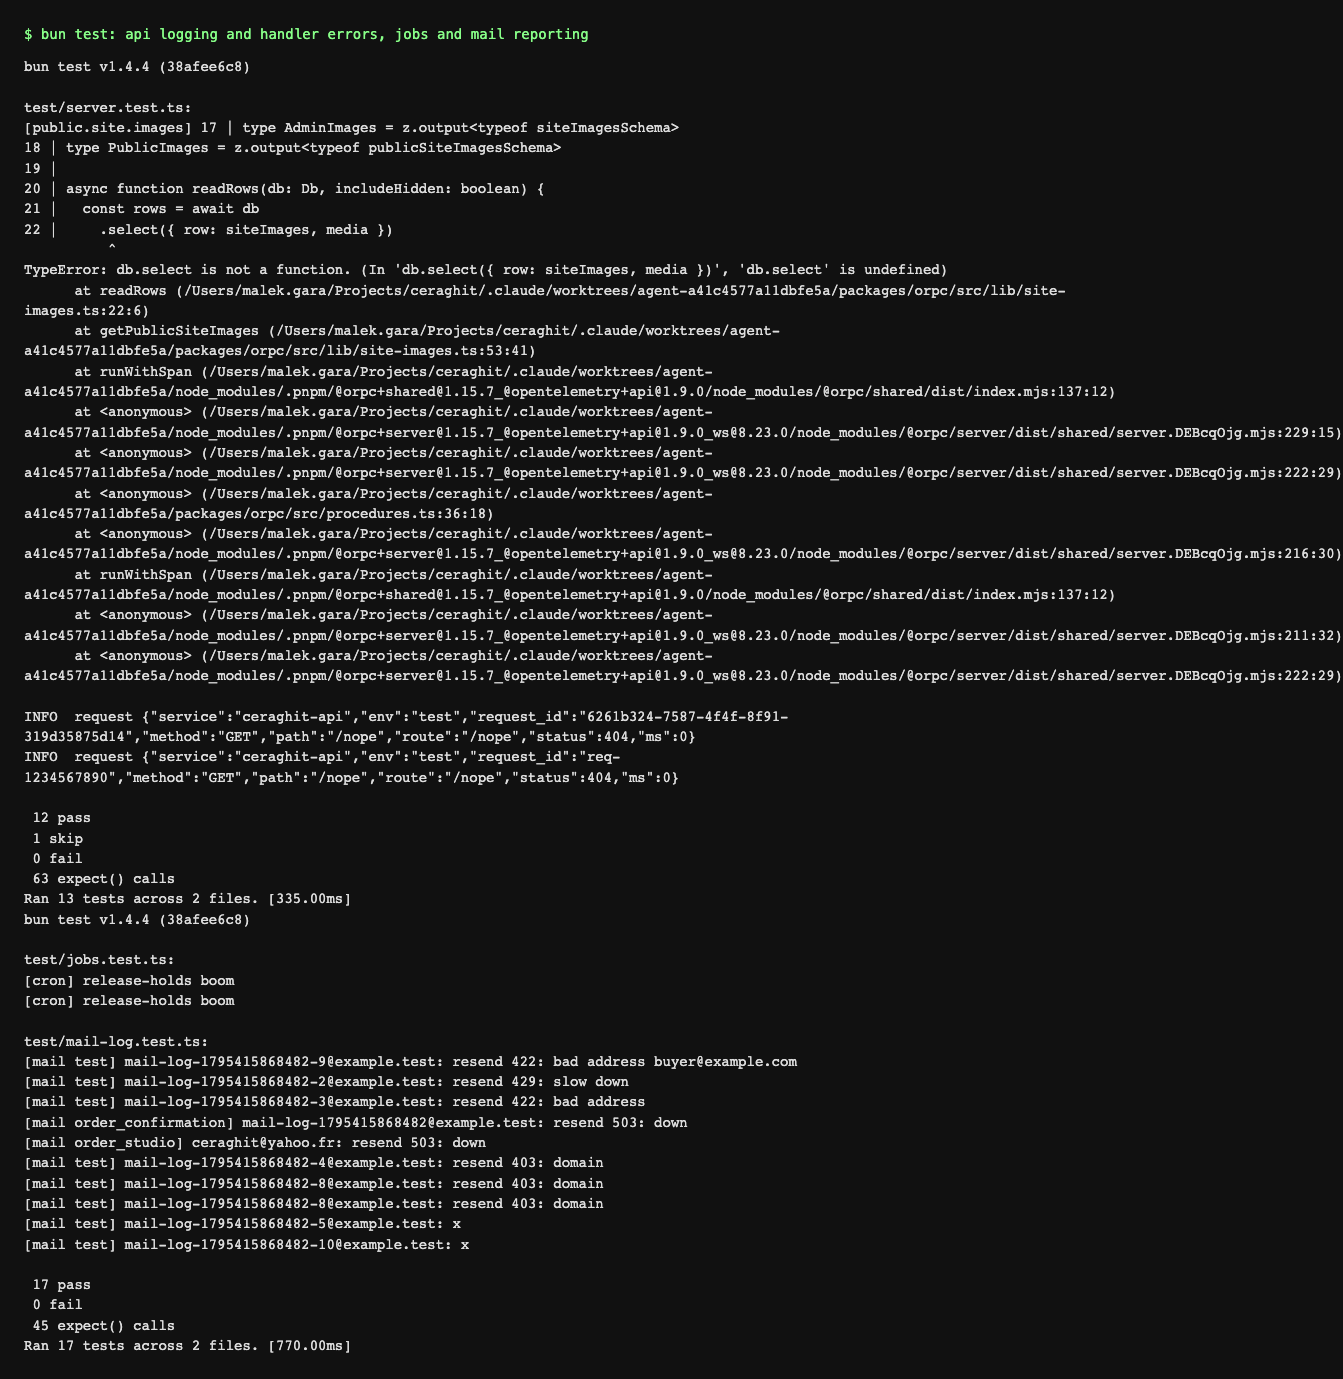 $ bun test: api logging and handler errors, jobs and mail reporting
bun test v1.4.4 (38afee6c8)
test/server.test.ts:
[public.site.images] 17 | type AdminImages = z.output<typeof siteImagesSchema>
18 | type PublicImages = z.output<typeof publicSiteImagesSchema>
19 |
20 | async function readRows(db: Db, includeHidden: boolean) {
21 |   const rows = await db
22 |     .select({ row: siteImages, media })
^
TypeError: db.select is not a function. (In 'db.select({ row: siteImages, media })', 'db.select' is undefined)
      at readRows (/Users/malek.gara/Projects/ceraghit/.claude/worktrees/agent-a41c4577a11dbfe5a/packages/orpc/src/lib/site-
images.ts:22:6)
      at getPublicSiteImages (/Users/malek.gara/Projects/ceraghit/.claude/worktrees/agent-
a41c4577a11dbfe5a/packages/orpc/src/lib/site-images.ts:53:41)
      at runWithSpan (/Users/malek.gara/Projects/ceraghit/.claude/worktrees/agent-
a41c4577a11dbfe5a/node_modules/.pnpm/@orpc+shared@1.15.7_@opentelemetry+api@1.9.0/node_modules/@orpc/shared/dist/index.mjs:137:12)
      at <anonymous> (/Users/malek.gara/Projects/ceraghit/.claude/worktrees/agent-
a41c4577a11dbfe5a/node_modules/.pnpm/@orpc+server@1.15.7_@opentelemetry+api@1.9.0_ws@8.23.0/node_modules/@orpc/server/dist/shared/server.DEBcqOjg.mjs:229:15)
      at <anonymous> (/Users/malek.gara/Projects/ceraghit/.claude/worktrees/agent-
a41c4577a11dbfe5a/node_modules/.pnpm/@orpc+server@1.15.7_@opentelemetry+api@1.9.0_ws@8.23.0/node_modules/@orpc/server/dist/shared/server.DEBcqOjg.mjs:222:29)
      at <anonymous> (/Users/malek.gara/Projects/ceraghit/.claude/worktrees/agent-
a41c4577a11dbfe5a/packages/orpc/src/procedures.ts:36:18)
      at <anonymous> (/Users/malek.gara/Projects/ceraghit/.claude/worktrees/agent-
a41c4577a11dbfe5a/node_modules/.pnpm/@orpc+server@1.15.7_@opentelemetry+api@1.9.0_ws@8.23.0/node_modules/@orpc/server/dist/shared/server.DEBcqOjg.mjs:216:30)
      at runWithSpan (/Users/malek.gara/Projects/ceraghit/.claude/worktrees/agent-
a41c4577a11dbfe5a/node_modules/.pnpm/@orpc+shared@1.15.7_@opentelemetry+api@1.9.0/node_modules/@orpc/shared/dist/index.mjs:137:12)
      at <anonymous> (/Users/malek.gara/Projects/ceraghit/.claude/worktrees/agent-
a41c4577a11dbfe5a/node_modules/.pnpm/@orpc+server@1.15.7_@opentelemetry+api@1.9.0_ws@8.23.0/node_modules/@orpc/server/dist/shared/server.DEBcqOjg.mjs:211:32)
      at <anonymous> (/Users/malek.gara/Projects/ceraghit/.claude/worktrees/agent-
a41c4577a11dbfe5a/node_modules/.pnpm/@orpc+server@1.15.7_@opentelemetry+api@1.9.0_ws@8.23.0/node_modules/@orpc/server/dist/shared/server.DEBcqOjg.mjs:222:29)
INFO  request {"service":"ceraghit-api","env":"test","request_id":"6261b324-7587-4f4f-8f91-
319d35875d14","method":"GET","path":"/nope","route":"/nope","status":404,"ms":0}
INFO  request {"service":"ceraghit-api","env":"test","request_id":"req-
1234567890","method":"GET","path":"/nope","route":"/nope","status":404,"ms":0}
 12 pass
 1 skip
 0 fail
 63 expect() calls
Ran 13 tests across 2 files. [335.00ms]
bun test v1.4.4 (38afee6c8)
test/jobs.test.ts:
[cron] release-holds boom
[cron] release-holds boom
test/mail-log.test.ts:
[mail test] mail-log-1795415868482-9@example.test: resend 422: bad address buyer@example.com
[mail test] mail-log-1795415868482-2@example.test: resend 429: slow down
[mail test] mail-log-1795415868482-3@example.test: resend 422: bad address
[mail order_confirmation] mail-log-1795415868482@example.test: resend 503: down
[mail order_studio] ceraghit@yahoo.fr: resend 503: down
[mail test] mail-log-1795415868482-4@example.test: resend 403: domain
[mail test] mail-log-1795415868482-8@example.test: resend 403: domain
[mail test] mail-log-1795415868482-8@example.test: resend 403: domain
[mail test] mail-log-1795415868482-5@example.test: x
[mail test] mail-log-1795415868482-10@example.test: x
 17 pass
 0 fail
 45 expect() calls
Ran 17 tests across 2 files. [770.00ms]